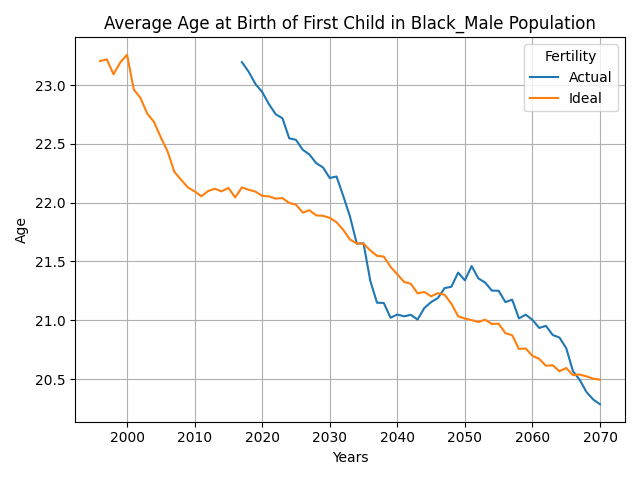 Average Age at Birth of First Child in Black_Male Population
Fertility
Actual
Ideal
Age
23.0
22.5
22.0
21.5
21.0
20.5
2000 2010 2020 2030 2040 2050 2060 2070
Years